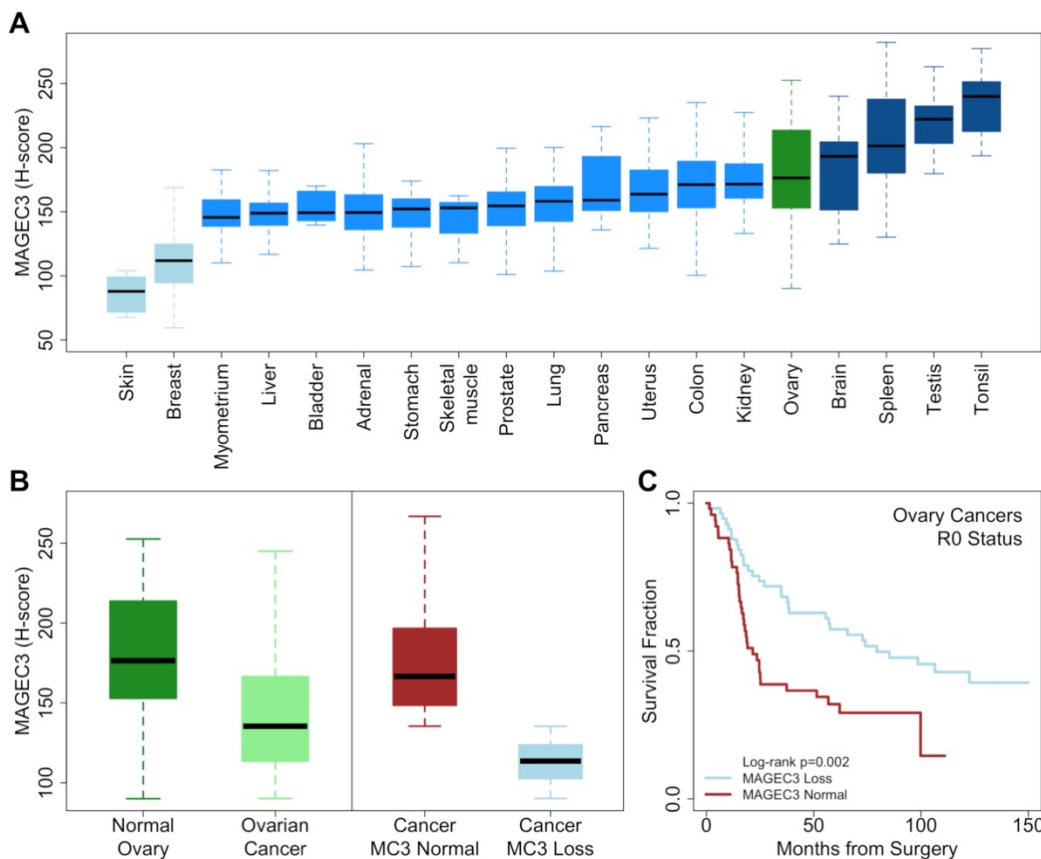 A
MAGEC3 (H-score)
250
200
150
100
50
Skin
Breast
Myometrium
Liver
Bladder
Adrenal
Stomach
Skeletal
muscle
Prostate
Lung
Pancreas
Uterus
Colon
Kidney
Ovary
Brain
Spleen
Testis
Tonsil
B
MAGEC3 (H-score)
250
200
150
100
Normal
Ovary
Ovarian
Cancer
Cancer
MC3 Normal
Cancer
MC3 Loss
C
Ovary Cancers
R0 Status
Survival Fraction
1.0
0.5
0.0
Log-rank p=0.002
MAGEC3 Loss
MAGEC3 Normal
0 50 100 150
Months from Surgery